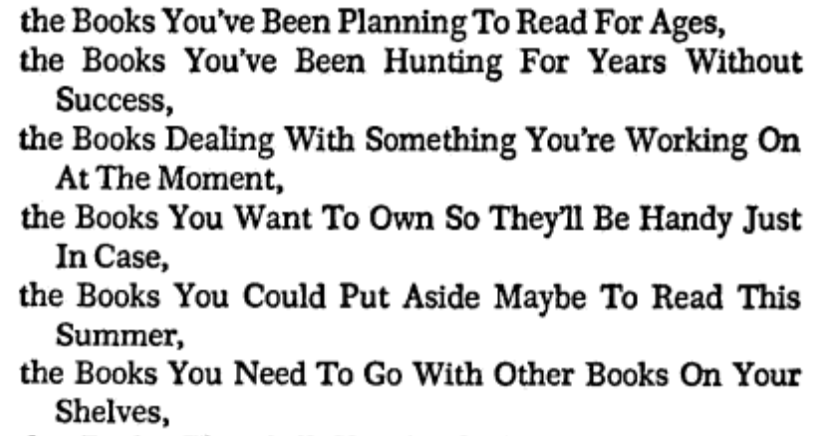 the Books You've Been Planning To Read For Ages,
the Books You've Been Hunting For Years Without
Success,
the Books Dealing With Something You're Working On
At The Moment,
the Books You Want To Own So They'll Be Handy Just
In Case,
the Books You Could Put Aside Maybe To Read This
Summer,
the Books You Need To Go With Other Books On Your
Shelves,